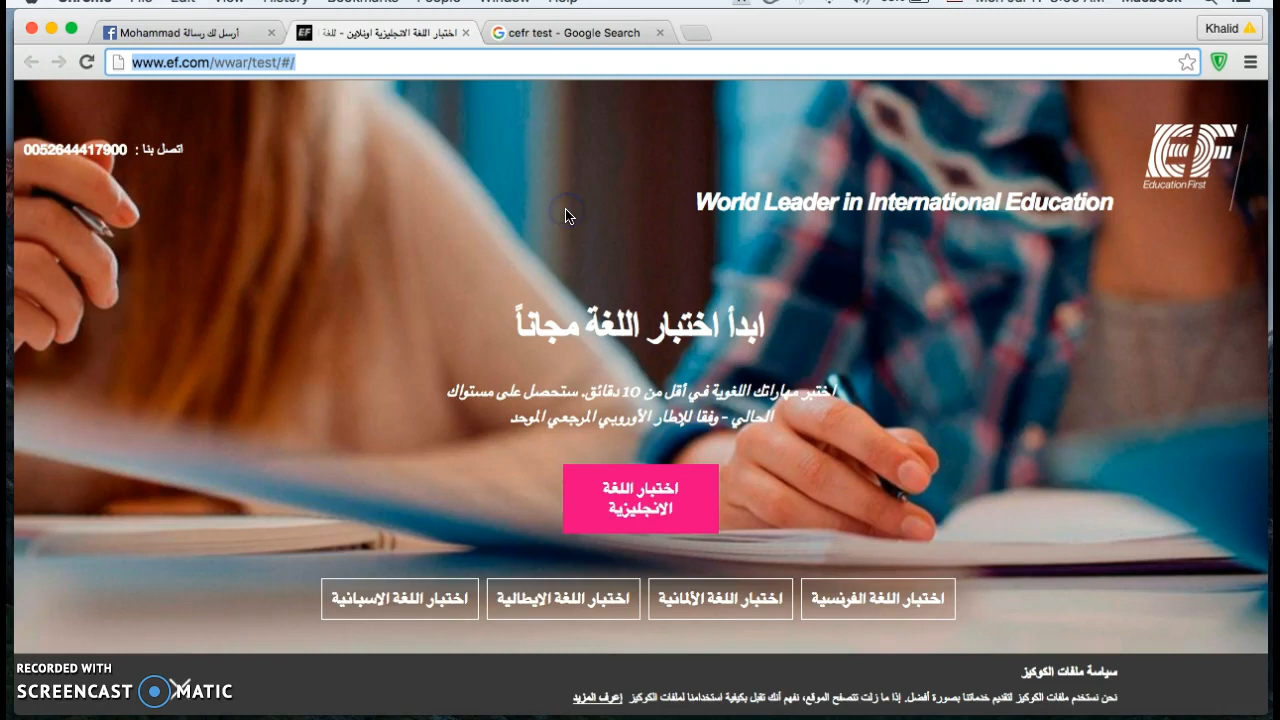 Chrome File Edit View History Bookmarks People Window Help
أرسل لك رسالة Mohammad
اختبار اللغة الانجليزية اونلاين - للغة
cefr test - Google Search
Khalid
www.ef.com/wwar/test/#/
اتصل بنا : 0052644417900
EF
Education First
World Leader in International Education
ابدأ اختبار اللغة مجاناً
اختبر مهاراتك اللغوية في أقل من 10 دقائق. ستحصل على مستواك
الحالي - وفقا للإطار الأوروبي المرجعي الموحد
اختبار اللغة
الانجليزية
اختبار اللغة الفرنسية
اختبار اللغة الألمانية
اختبار اللغة الايطالية
اختبار اللغة الاسبانية
سياسة ملفات الكوكيز
نحن نستخدم ملفات الكوكيز لتقديم خدماتنا بصورة أفضل. إذا ما زلت تتصفح الموقع، نفهم أنك تقبل بكيفية استخدامنا لملفات الكوكيز إعرف المزيد
RECORDED WITH
SCREENCAST MATIC